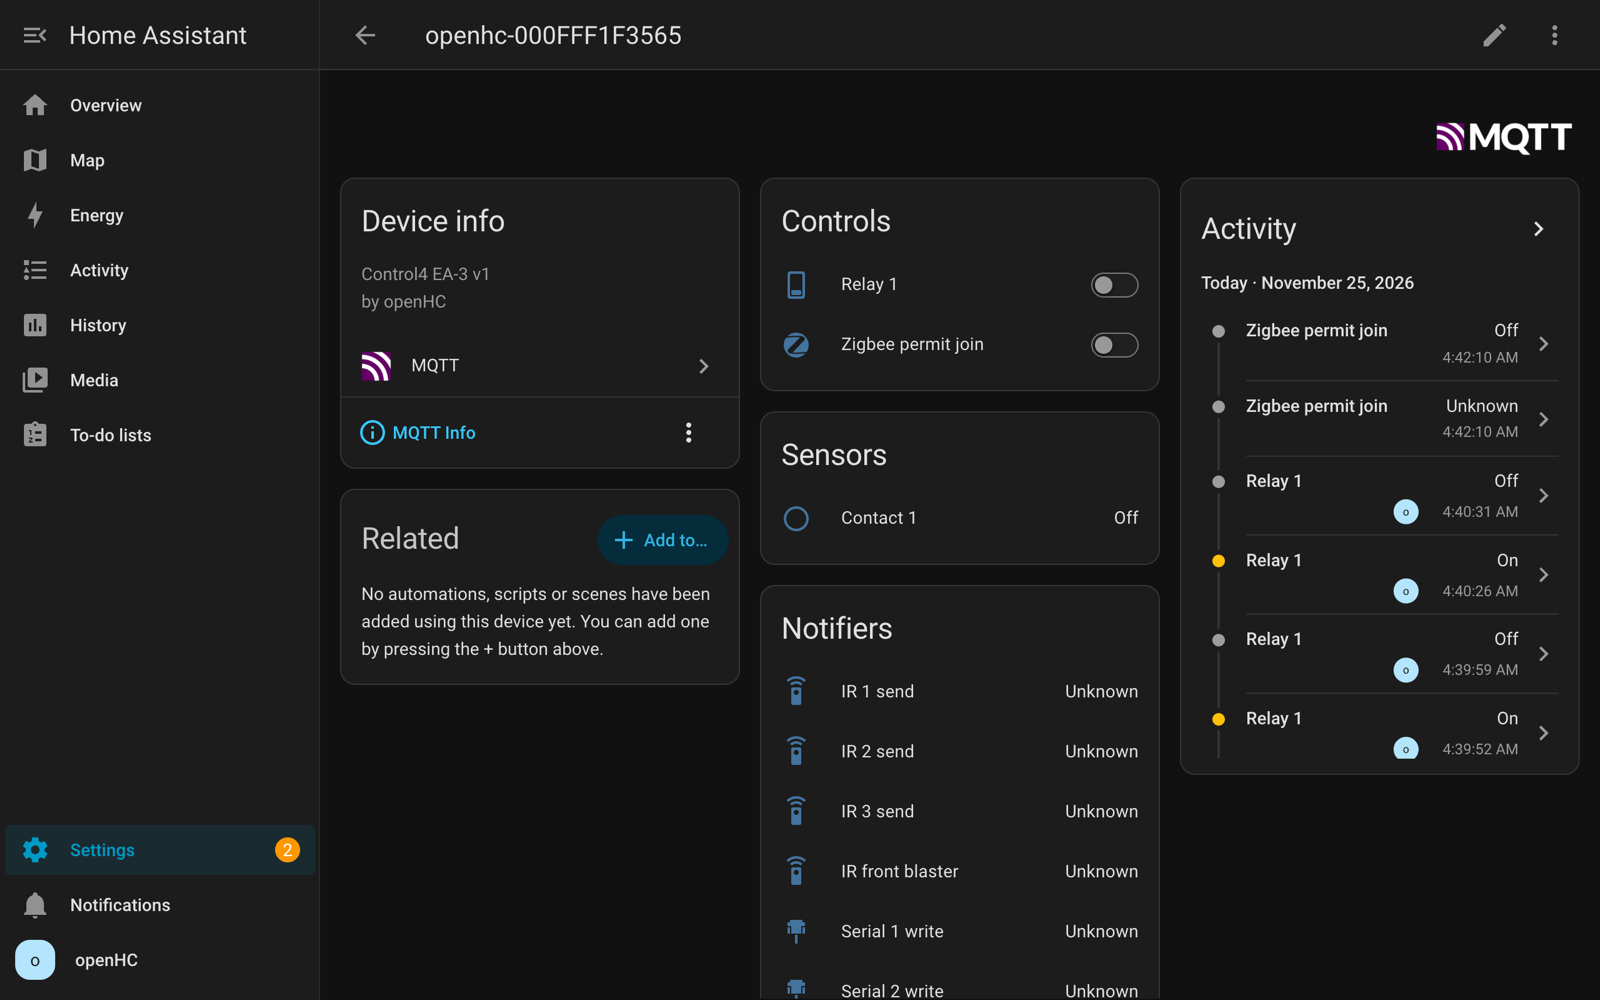 Home Assistant
openhc-000FFF1F3565
Overview
Map
Energy
Activity
History
Media
To-do lists
Settings
2
Notifications
o
openHC
MQTT
Device info
Control4 EA-3 v1
by openHC
MQTT
MQTT Info
Related
Add to...
No automations, scripts or scenes have been
added using this device yet. You can add one
by pressing the + button above.
Controls
Relay 1
Zigbee permit join
Sensors
Contact 1 Off
Notifiers
IR 1 send Unknown
IR 2 send Unknown
IR 3 send Unknown
IR front blaster Unknown
Serial 1 write Unknown
Serial 2 write Unknown
Activity
Today · November 25, 2026
Zigbee permit join Off
4:42:10 AM
Zigbee permit join Unknown
4:42:10 AM
Relay 1 Off
o 4:40:31 AM
Relay 1 On
o 4:40:26 AM
Relay 1 Off
o 4:39:59 AM
Relay 1 On
o 4:39:52 AM